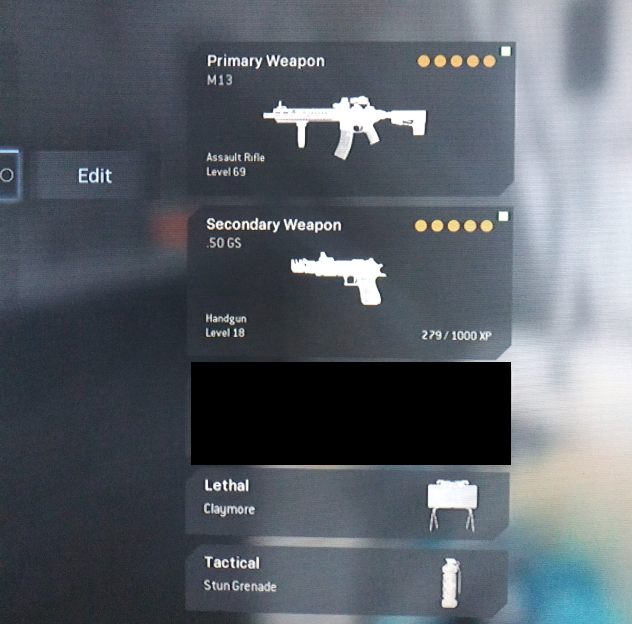 Primary Weapon
M13
Assault Rifle
Level 69
Edit
Secondary Weapon
.50 GS
Handgun
Level 18
279 / 1000 XP
Lethal
Claymore
Tactical
Stun Grenade